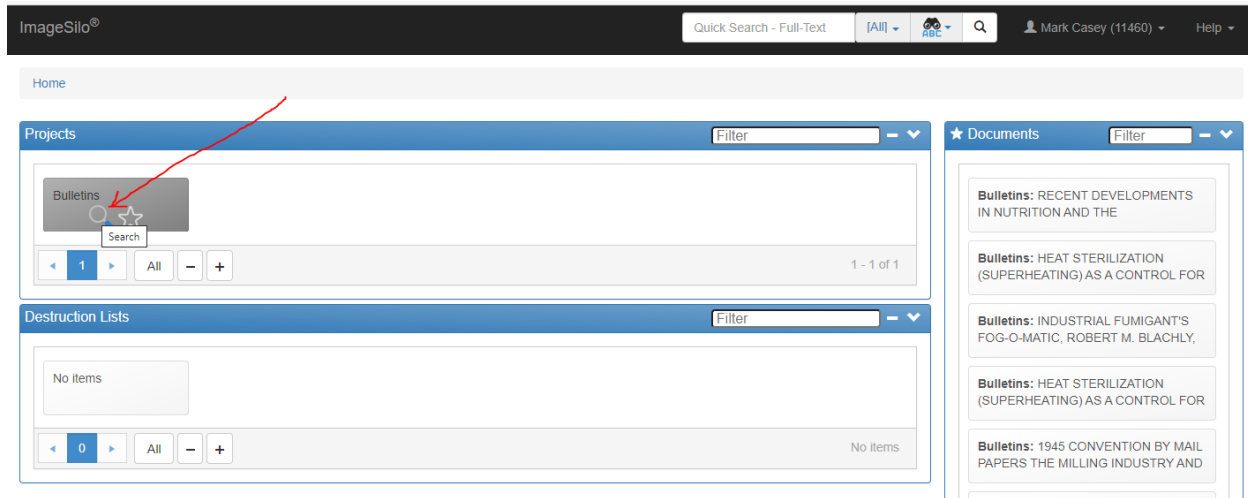 ImageSilo®
Quick Search - Full-Text [All] ABC Mark Casey (11460) Help
Home
Projects Filter
Bulletins
Search
1 All − +
1 - 1 of 1
Destruction Lists Filter
No items
0 All − +
No items
Documents Filter
Bulletins: RECENT DEVELOPMENTS
IN NUTRITION AND THE
Bulletins: HEAT STERILIZATION
(SUPERHEATING) AS A CONTROL FOR
Bulletins: INDUSTRIAL FUMIGANT'S
FOG-O-MATIC, ROBERT M. BLACHLY,
Bulletins: HEAT STERILIZATION
(SUPERHEATING) AS A CONTROL FOR
Bulletins: 1945 CONVENTION BY MAIL
PAPERS THE MILLING INDUSTRY AND